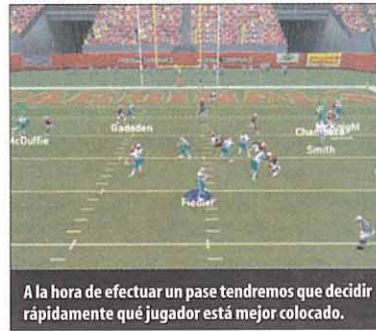 Gadsden
McKnight
McDuffie
Smith
Fiedler
A la hora de efectuar un pase tendremos que decidir
rápidamente qué jugador está mejor colocado.